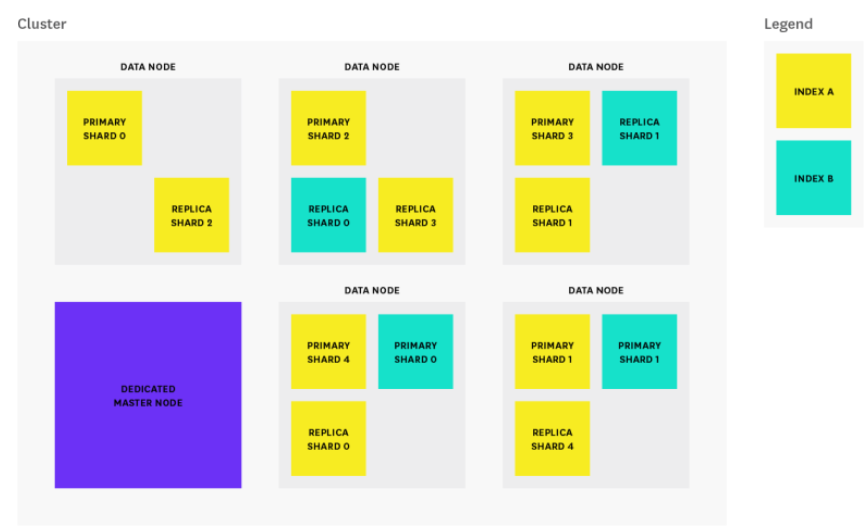 Cluster
Legend
DATA NODE
DATA NODE
DATA NODE
PRIMARY
SHARD 0
REPLICA
SHARD 2
PRIMARY
SHARD 2
REPLICA
SHARD 0
REPLICA
SHARD 3
PRIMARY
SHARD 3
REPLICA
SHARD 1
REPLICA
SHARD 1
INDEX A
INDEX B
DEDICATED
MASTER NODE
DATA NODE
DATA NODE
PRIMARY
SHARD 4
PRIMARY
SHARD 0
REPLICA
SHARD 0
PRIMARY
SHARD 1
PRIMARY
SHARD 1
REPLICA
SHARD 4